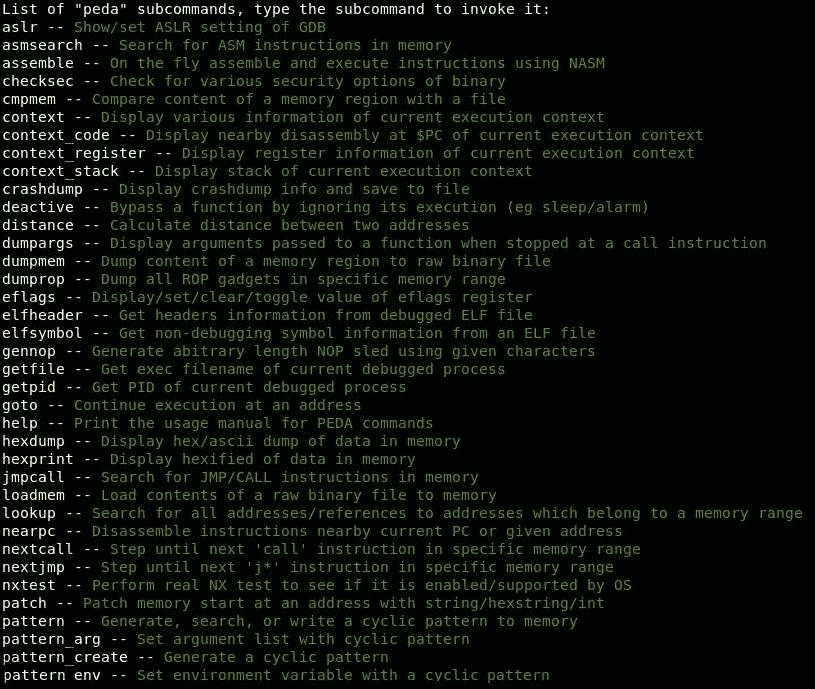 List of "peda" subcommands, type the subcommand to invoke it:
aslr -- Show/set ASLR setting of GDB
asmsearch -- Search for ASM instructions in memory
assemble -- On the fly assemble and execute instructions using NASM
checksec -- Check for various security options of binary
cmpmem -- Compare content of a memory region with a file
context -- Display various information of current execution context
context_code -- Display nearby disassembly at $PC of current execution context
context_register -- Display register information of current execution context
context_stack -- Display stack of current execution context
crashdump -- Display crashdump info and save to file
deactive -- Bypass a function by ignoring its execution (eg sleep/alarm)
distance -- Calculate distance between two addresses
dumpargs -- Display arguments passed to a function when stopped at a call instruction
dumpmem -- Dump content of a memory region to raw binary file
dumprop -- Dump all ROP gadgets in specific memory range
eflags -- Display/set/clear/toggle value of eflags register
elfheader -- Get headers information from debugged ELF file
elfsymbol -- Get non-debugging symbol information from an ELF file
gennop -- Generate abitrary length NOP sled using given characters
getfile -- Get exec filename of current debugged process
getpid -- Get PID of current debugged process
goto -- Continue execution at an address
help -- Print the usage manual for PEDA commands
hexdump -- Display hex/ascii dump of data in memory
hexprint -- Display hexified of data in memory
jmpcall -- Search for JMP/CALL instructions in memory
loadmem -- Load contents of a raw binary file to memory
lookup -- Search for all addresses/references to addresses which belong to a memory range
nearpc -- Disassemble instructions nearby current PC or given address
nextcall -- Step until next 'call' instruction in specific memory range
nextjmp -- Step until next 'j*' instruction in specific memory range
nxtest -- Perform real NX test to see if it is enabled/supported by OS
patch -- Patch memory start at an address with string/hexstring/int
pattern -- Generate, search, or write a cyclic pattern to memory
pattern_arg -- Set argument list with cyclic pattern
pattern_create -- Generate a cyclic pattern
pattern_env -- Set environment variable with a cyclic pattern